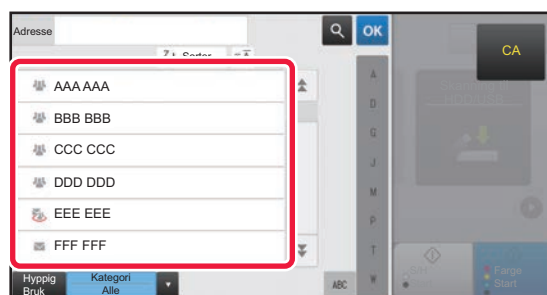 Adresse
OK
CA
Sorter
AAA AAA
BBB BBB
CCC CCC
DDD DDD
EEE EEE
FFF FFF
A
D
G
J
M
P
T
W
ABC
Hyppig
Bruk
Kategori
Alle
Farge
Start